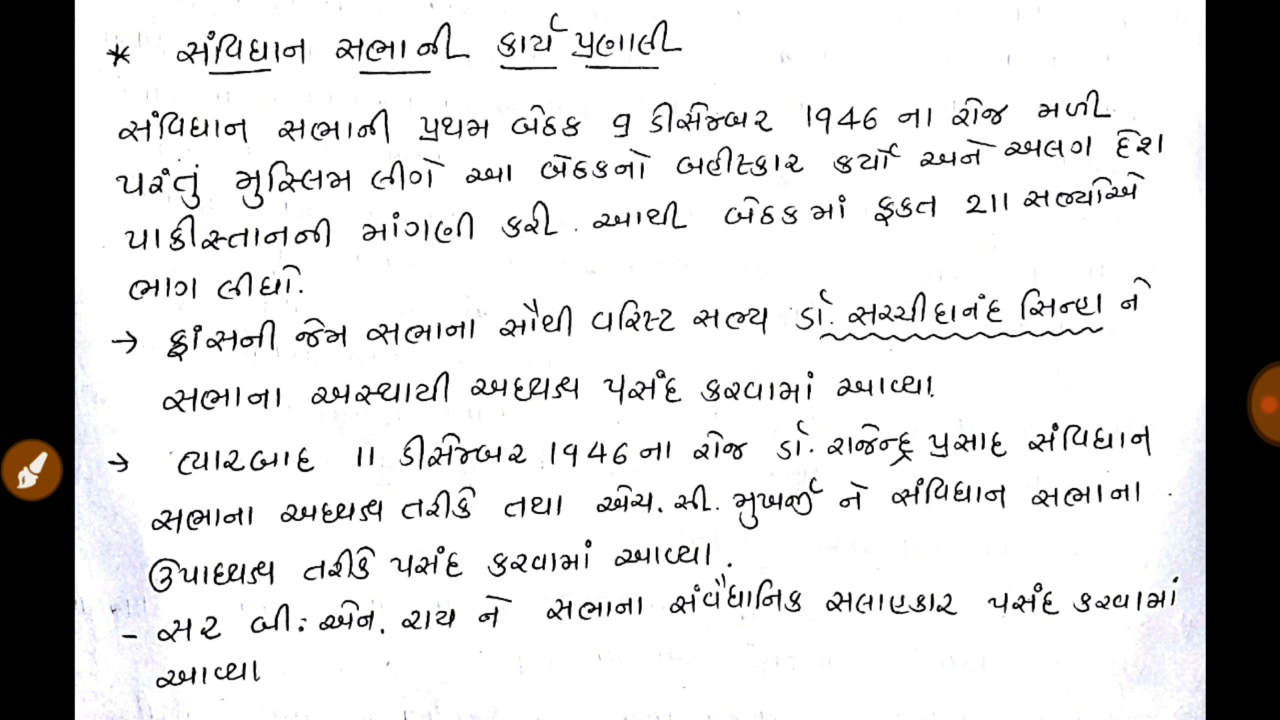 * સંવિધાન સભાની કાર્ય પ્રણાલી
સંવિધાન સભાની પ્રથમ બેઠક 9 ડીસેમ્બર 1946 ના રોજ મળી
પરંતું મુસ્લિમ લીગે આ બેઠકનો બહીષ્કાર કર્યો અને અલગ દેશ
પાકીસ્તાનની માંગણી કરી. આથી બેઠકમાં ફકત 211 સભ્યોએ
ભાગ લીધો.
→ ફ્રાંસની જેમ સભાના સૌથી વરિષ્ટ સભ્ય ડૉ. સચ્ચીદાનંદ સિન્હા ને
સભાના અસ્થાયી અધ્યક્ષ પસંદ કરવામાં આવ્યા.
→ ત્યારબાદ 11 ડીસેમ્બર 1946 ના રોજ ડૉ. રાજેન્દ્ર પ્રસાદ સંવિધાન
સભાના અધ્યક્ષ તરીકે તથા એચ. સી. મુખર્જી ને સંવિધાન સભાના
ઉપાધ્યક્ષ તરીકે પસંદ કરવામાં આવ્યા.
- સર બી. એન. રાય ને સભાના સંવૈધાનિક સલાહકાર પસંદ કરવામાં
આવ્યા